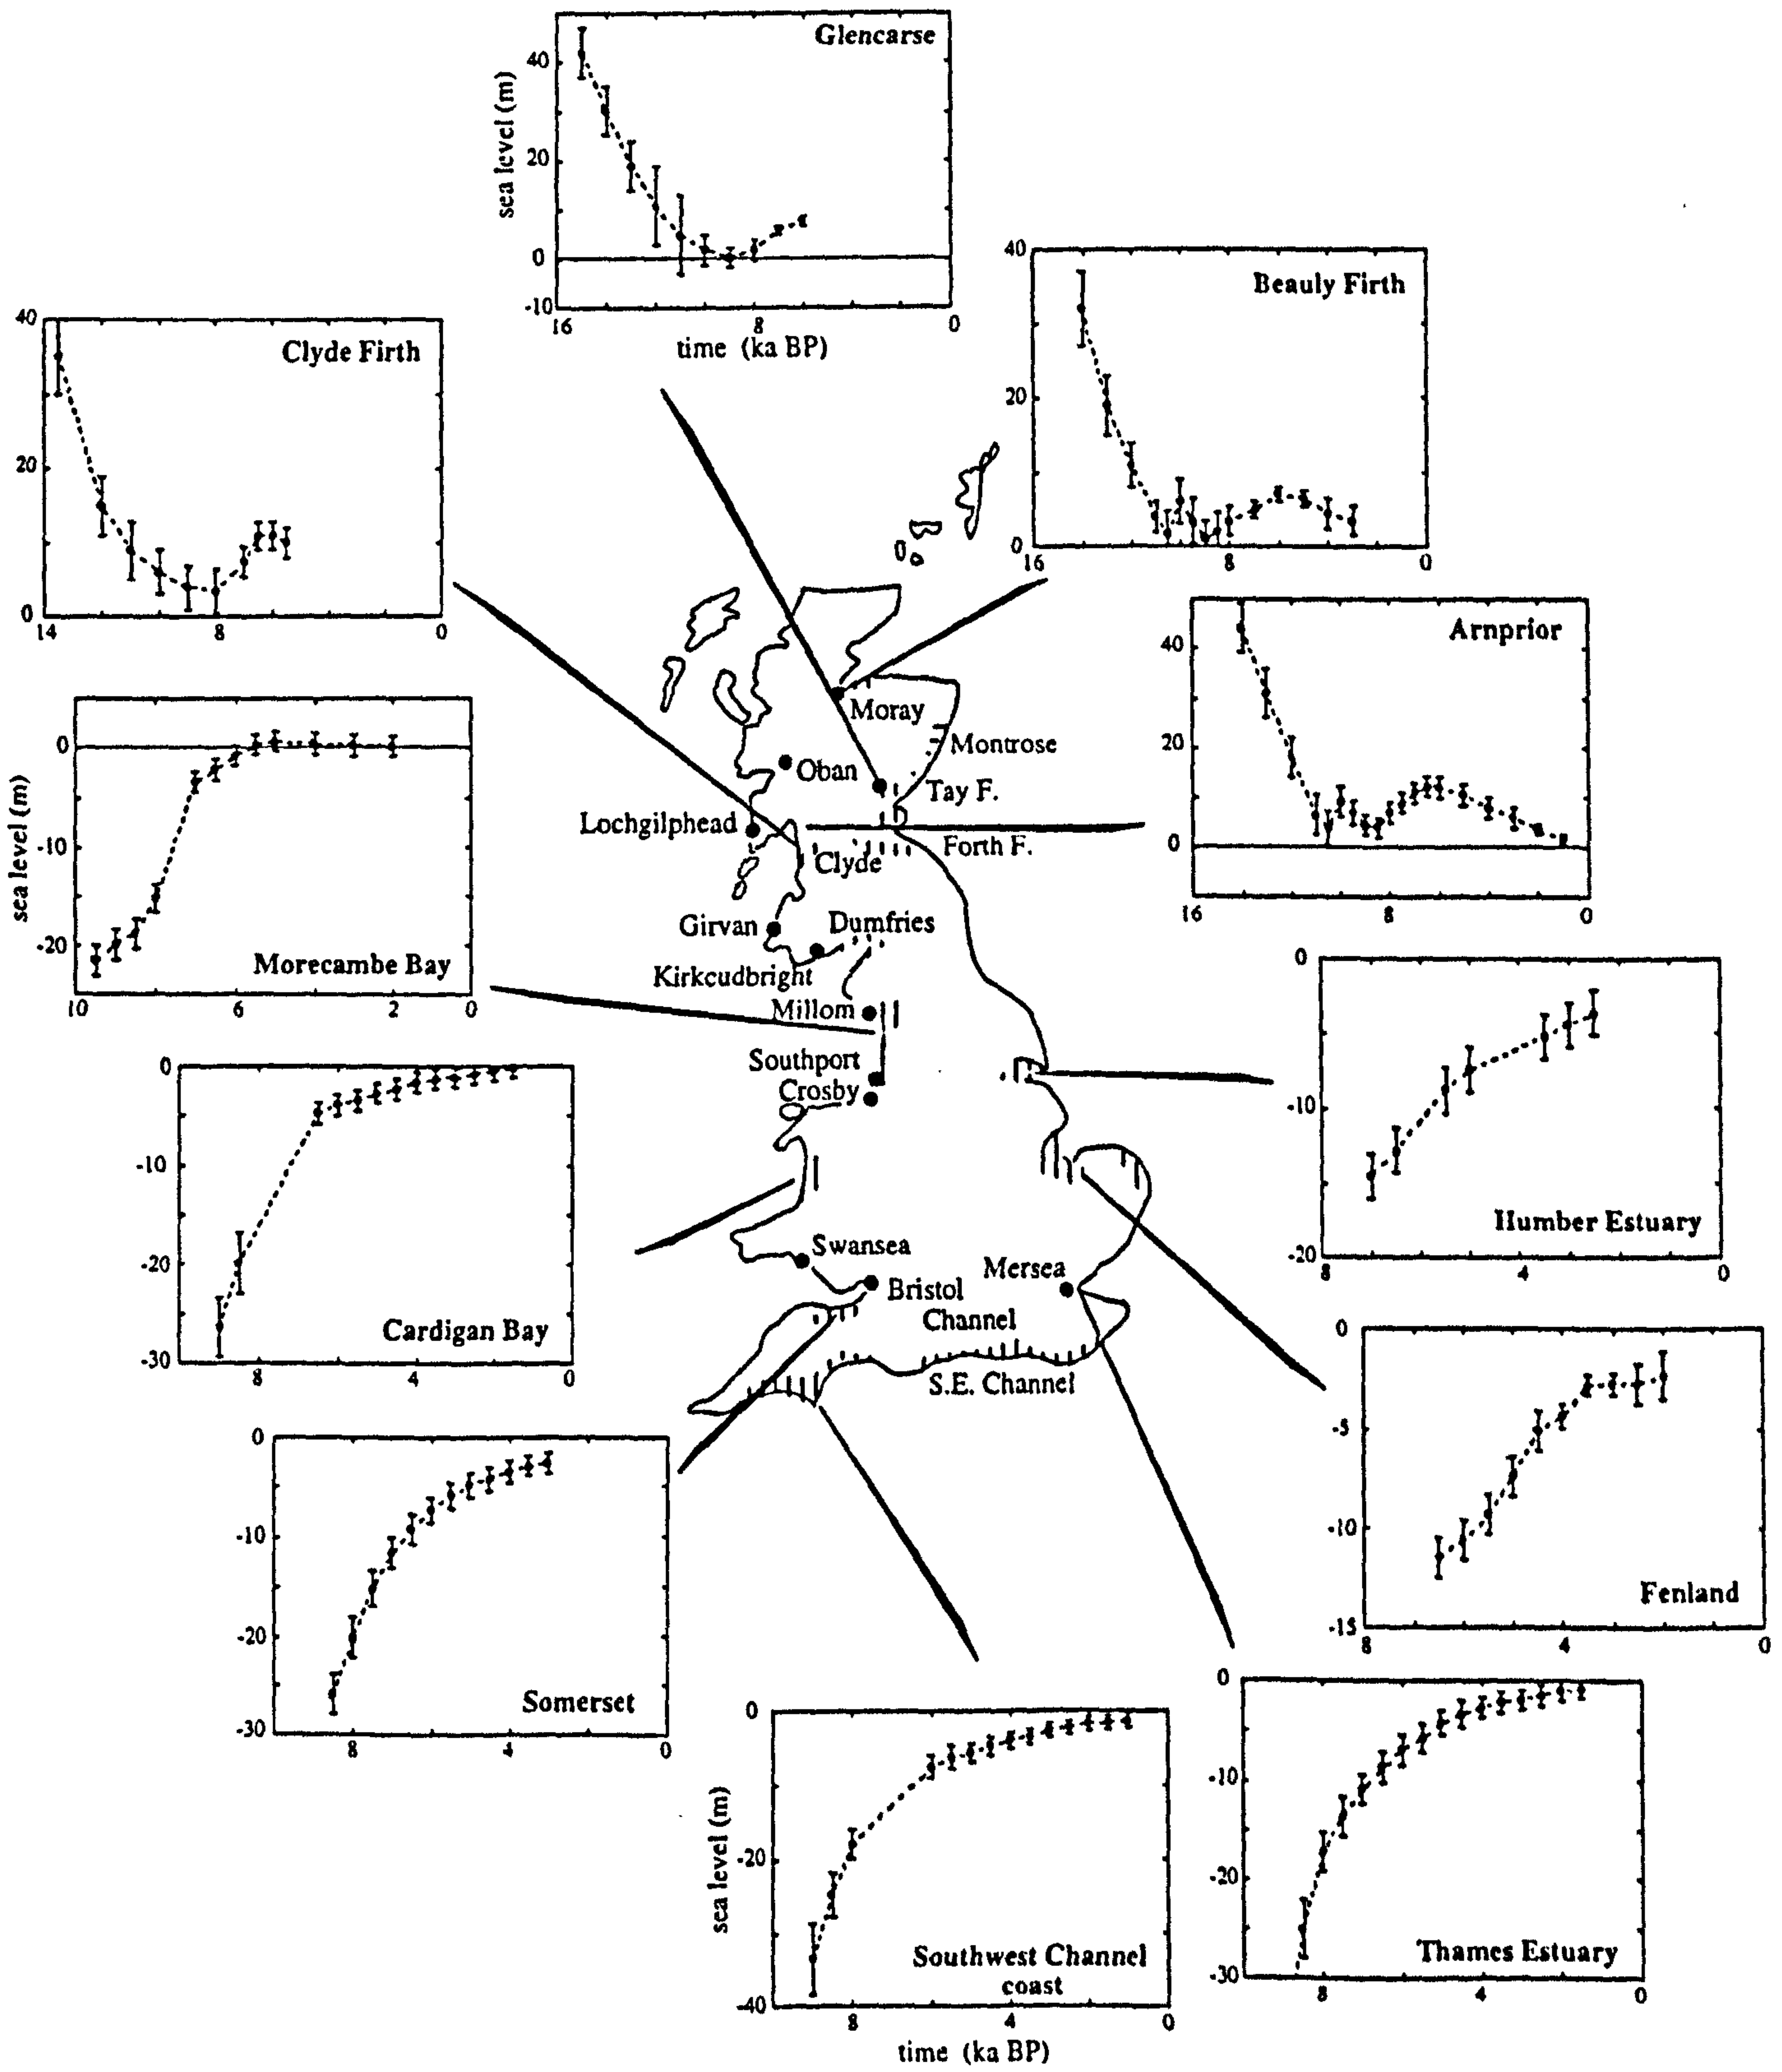 Glencarse
sea level (m)
40
20
0
-10
16
8
0
time (ka BP)
Beauly Firth
40
20
0
16
8
0
Clyde Firth
40
20
0
14
8
0
Arnprior
40
20
0
16
8
0
Morecambe Bay
sea level (m)
0
-10
-20
10
6
2
0
Moray
Montrose
Oban
Tay F.
Lochgilphead
Forth F.
Clyde
Girvan
Dumfries
Kirkcudbright
Millom
Southport
Crosby
Swansea
Mersea
Bristol
Channel
S.E. Channel
Humber Estuary
0
-10
-20
8
4
0
Cardigan Bay
0
-10
-20
-30
8
4
0
Fenland
0
-5
-10
-15
8
4
0
Somerset
0
-10
-20
-30
8
4
0
Southwest Channel
coast
sea level (m)
0
-20
-40
8
4
0
time (ka BP)
Thames Estuary
0
-10
-20
-30
8
4
0